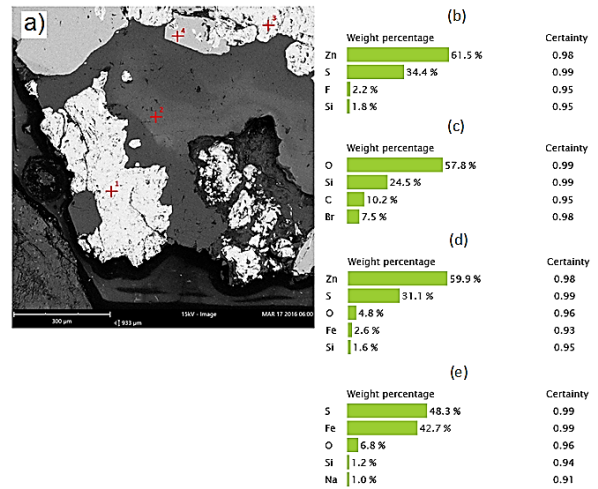 a)
4
3
2
1
300 µm
933 µm
15kV - Image
MAR 17 2016 06:00
(b)
Weight percentage Certainty
Zn 61.5 % 0.98
S 34.4 % 0.99
F 2.2 % 0.95
Si 1.8 % 0.95
(c)
Weight percentage Certainty
O 57.8 % 0.99
Si 24.5 % 0.99
C 10.2 % 0.95
Br 7.5 % 0.98
(d)
Weight percentage Certainty
Zn 59.9 % 0.98
S 31.1 % 0.99
O 4.8 % 0.96
Fe 2.6 % 0.93
Si 1.6 % 0.95
(e)
Weight percentage Certainty
S 48.3 % 0.99
Fe 42.7 % 0.99
O 6.8 % 0.96
Si 1.2 % 0.94
Na 1.0 % 0.91